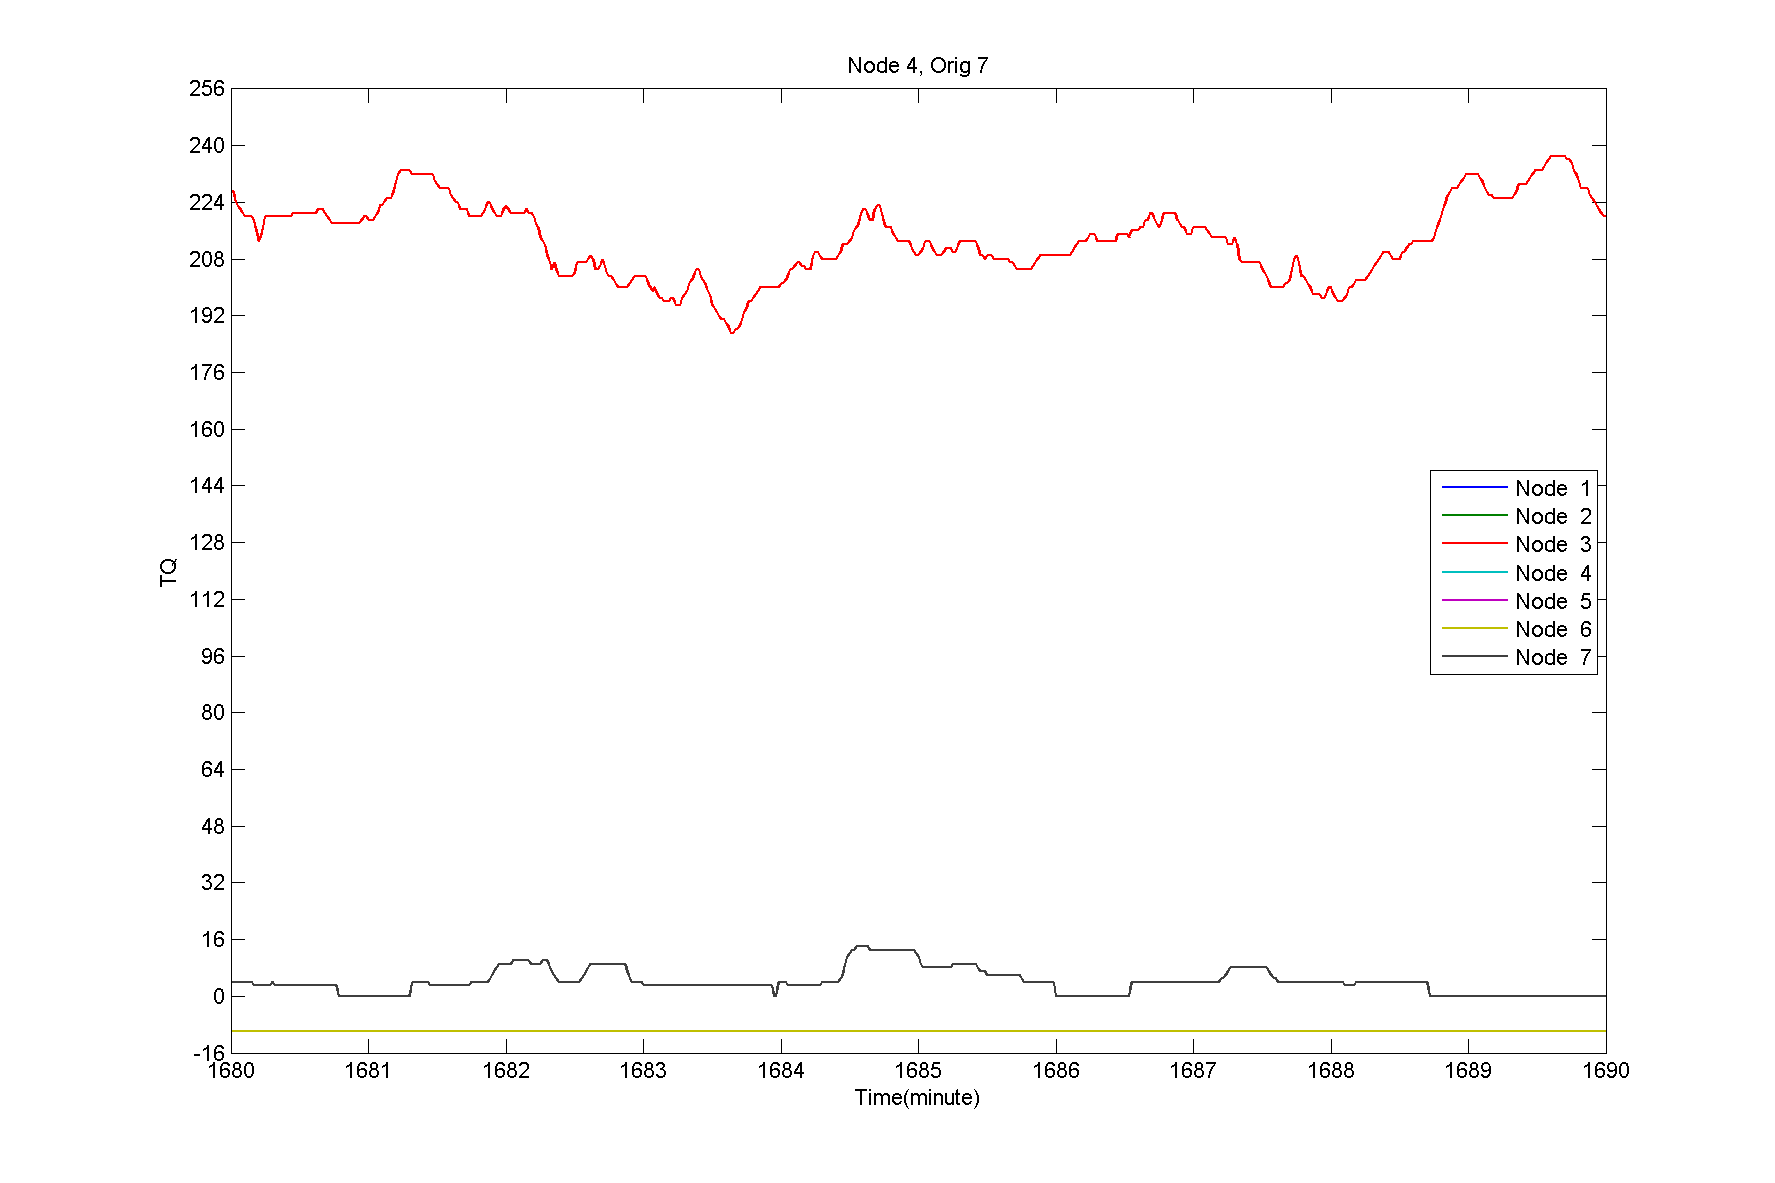 Node 4, Orig 7
256
240
224
208
192
176
160
144
128
112
96
80
64
48
32
16
0
-16
TQ
Node 1
Node 2
Node 3
Node 4
Node 5
Node 6
Node 7
1680 1681 1682 1683 1684 1685 1686 1687 1688 1689 1690
Time(minute)